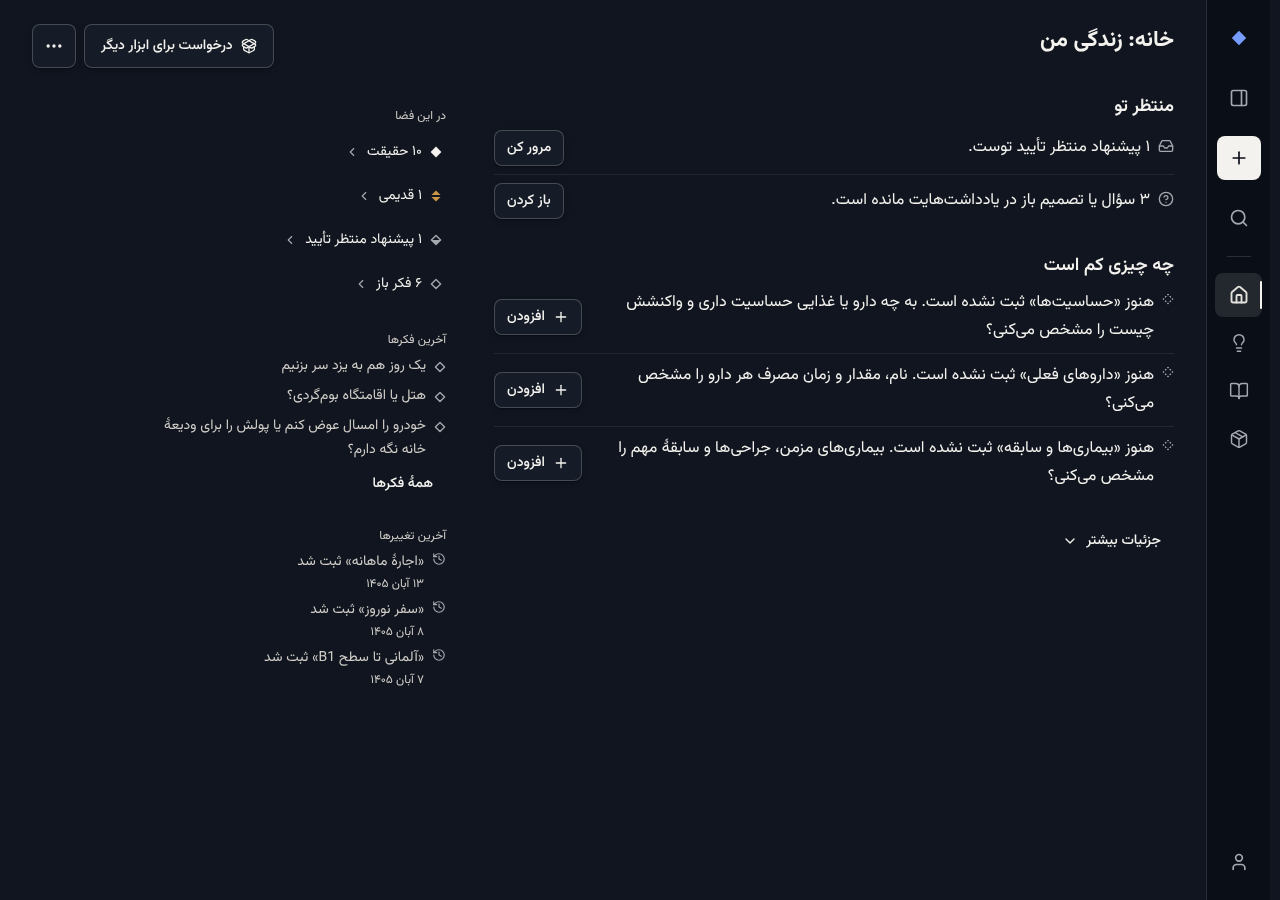 خانه: زندگی من
درخواست برای ابزار دیگر
منتظر تو
۱ پیشنهاد منتظر تأیید توست.
مرور کن
۳ سؤال یا تصمیم باز در یادداشت‌هایت مانده است.
باز کردن
چه چیزی کم است
هنوز «حساسیت‌ها» ثبت نشده است. به چه دارو یا غذایی حساسیت داری و واکنشش
چیست را مشخص می‌کنی؟
افزودن
هنوز «داروهای فعلی» ثبت نشده است. نام، مقدار و زمان مصرف هر دارو را مشخص
می‌کنی؟
افزودن
هنوز «بیماری‌ها و سابقه» ثبت نشده است. بیماری‌های مزمن، جراحی‌ها و سابقهٔ مهم را
مشخص می‌کنی؟
افزودن
جزئیات بیشتر
در این فضا
۱۰ حقیقت
۱ قدیمی
۱ پیشنهاد منتظر تأیید
۶ فکر باز
آخرین فکرها
یک روز هم به یزد سر بزنیم
هتل یا اقامتگاه بوم‌گردی؟
خودرو را امسال عوض کنم یا پولش را برای ودیعهٔ
خانه نگه دارم؟
همهٔ فکرها
آخرین تغییرها
«اجارهٔ ماهانه» ثبت شد
۱۳ آبان ۱۴۰۵
«سفر نوروز» ثبت شد
۸ آبان ۱۴۰۵
«آلمانی تا سطح B1» ثبت شد
۷ آبان ۱۴۰۵